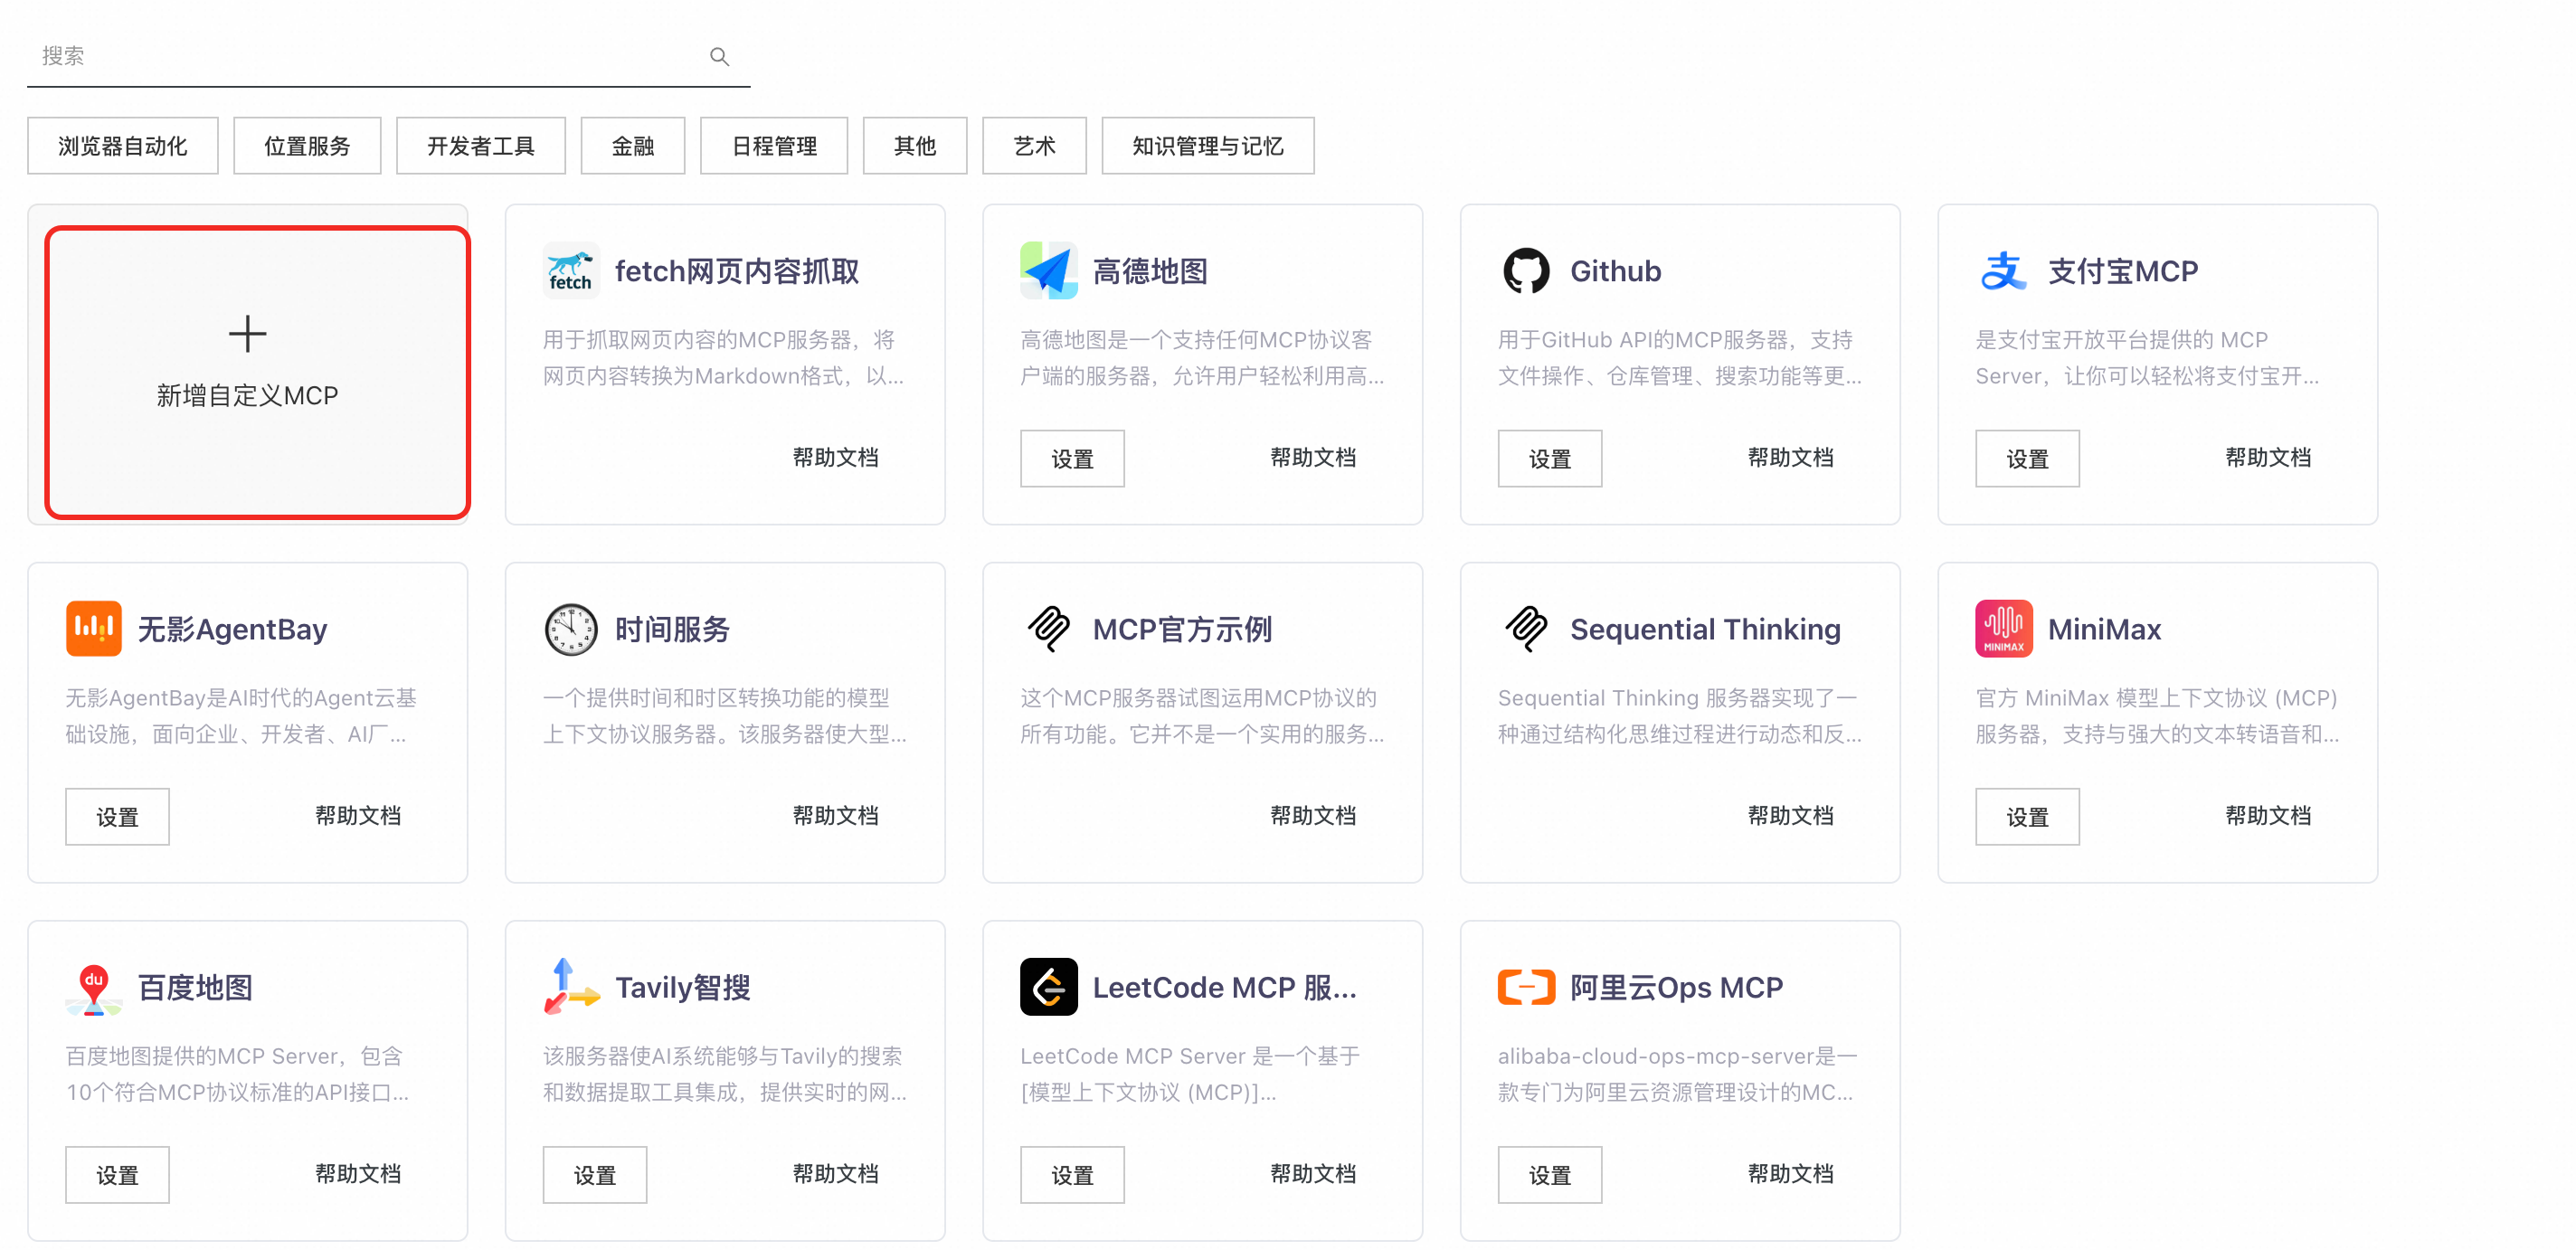 搜索
浏览器自动化 位置服务 开发者工具 金融 日程管理 其他 艺术 知识管理与记忆
新增自定义MCP
fetch
fetch网页内容抓取
用于抓取网页内容的MCP服务器，将
网页内容转换为Markdown格式，以...
帮助文档
高德地图
高德地图是一个支持任何MCP协议客
户端的服务器，允许用户轻松利用高...
设置 帮助文档
Github
用于GitHub API的MCP服务器，支持
文件操作、仓库管理、搜索功能等更...
设置 帮助文档
支
支付宝MCP
是支付宝开放平台提供的 MCP
Server，让你可以轻松将支付宝开...
设置 帮助文档
无影AgentBay
无影AgentBay是AI时代的Agent云基
础设施，面向企业、开发者、AI厂...
设置 帮助文档
时间服务
一个提供时间和时区转换功能的模型
上下文协议服务器。该服务器使大型...
帮助文档
MCP官方示例
这个MCP服务器试图运用MCP协议的
所有功能。它并不是一个实用的服务...
帮助文档
Sequential Thinking
Sequential Thinking 服务器实现了一
种通过结构化思维过程进行动态和反...
帮助文档
MINIMAX
MiniMax
官方 MiniMax 模型上下文协议 (MCP)
服务器，支持与强大的文本转语音和...
设置 帮助文档
du
百度地图
百度地图提供的MCP Server，包含
10个符合MCP协议标准的API接口...
设置 帮助文档
Tavily智搜
该服务器使AI系统能够与Tavily的搜索
和数据提取工具集成，提供实时的网...
设置 帮助文档
LeetCode MCP 服...
LeetCode MCP Server 是一个基于
[模型上下文协议 (MCP)]...
设置 帮助文档
阿里云Ops MCP
alibaba-cloud-ops-mcp-server是一
款专门为阿里云资源管理设计的MC...
设置 帮助文档